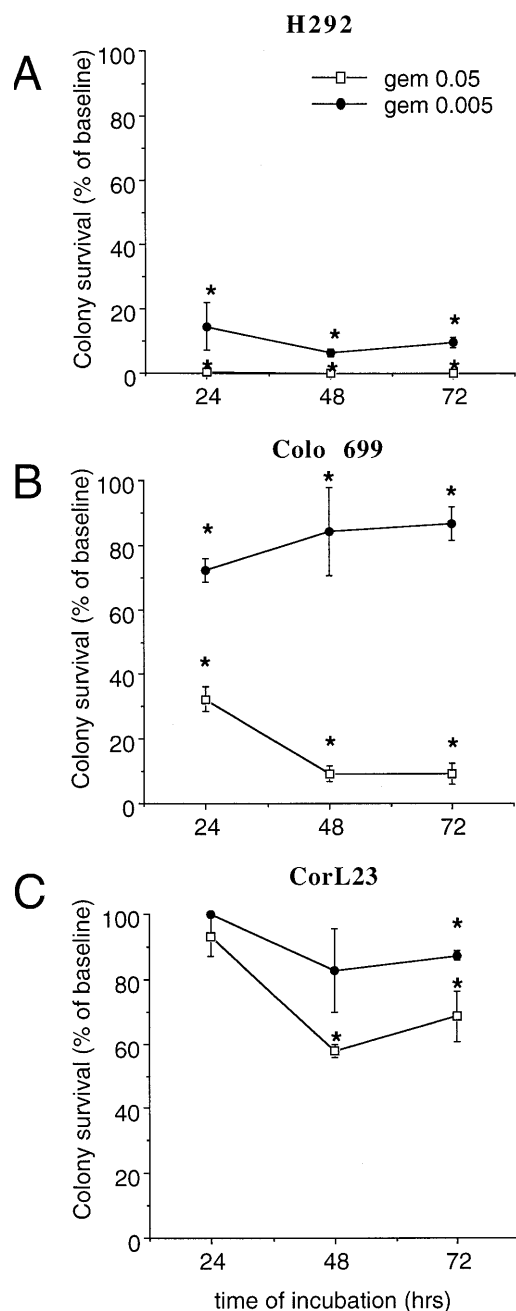 H292
A
Colony survival (% of baseline)
100
80
60
40
20
0
gem 0.05
gem 0.005
*
*
*
*
*
*
24 48 72
Colo 699
B
Colony survival (% of baseline)
100
80
60
40
20
0
*
*
*
*
*
*
24 48 72
CorL23
C
Colony survival (% of baseline)
100
80
60
40
20
0
*
*
*
24 48 72
time of incubation (hrs)